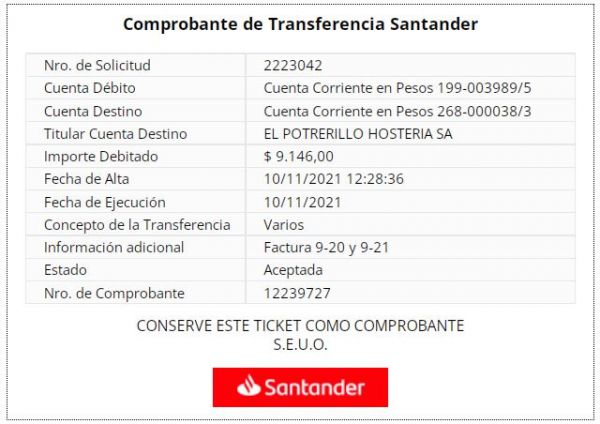 Comprobante de Transferencia Santander
Nro. de Solicitud 2223042
Cuenta Débito Cuenta Corriente en Pesos 199-003989/5
Cuenta Destino Cuenta Corriente en Pesos 268-000038/3
Titular Cuenta Destino EL POTRERILLO HOSTERIA SA
Importe Debitado $ 9.146,00
Fecha de Alta 10/11/2021 12:28:36
Fecha de Ejecución 10/11/2021
Concepto de la Transferencia Varios
Información adicional Factura 9-20 y 9-21
Estado Aceptada
Nro. de Comprobante 12239727
CONSERVE ESTE TICKET COMO COMPROBANTE
S.E.U.O.
Santander